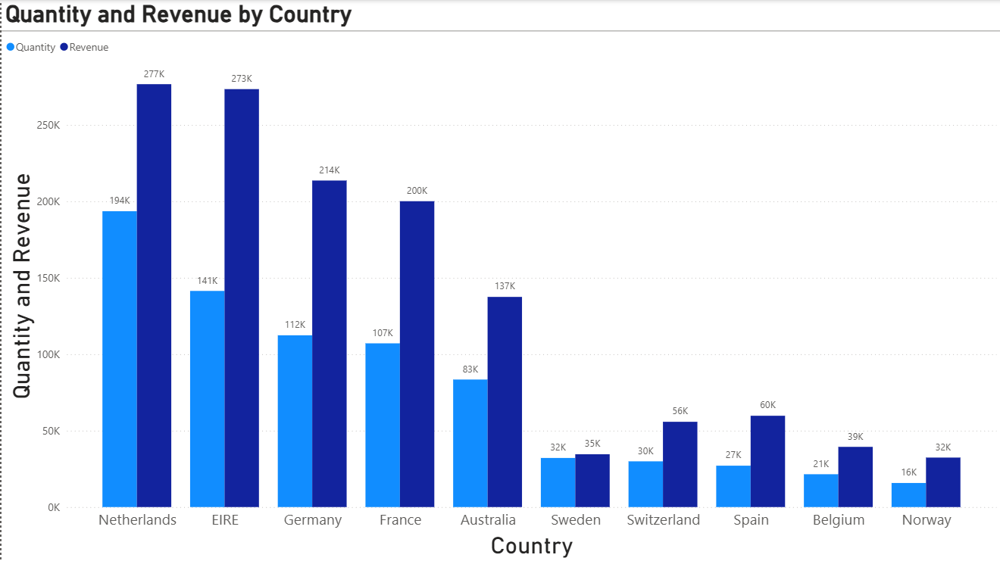 Quantity and Revenue by Country
Quantity Revenue
Quantity and Revenue
250K
200K
150K
100K
50K
0K
277K
194K
273K
141K
214K
112K
200K
107K
137K
83K
32K
35K
56K
30K
60K
27K
39K
21K
32K
16K
Netherlands EIRE Germany France Australia Sweden Switzerland Spain Belgium Norway
Country